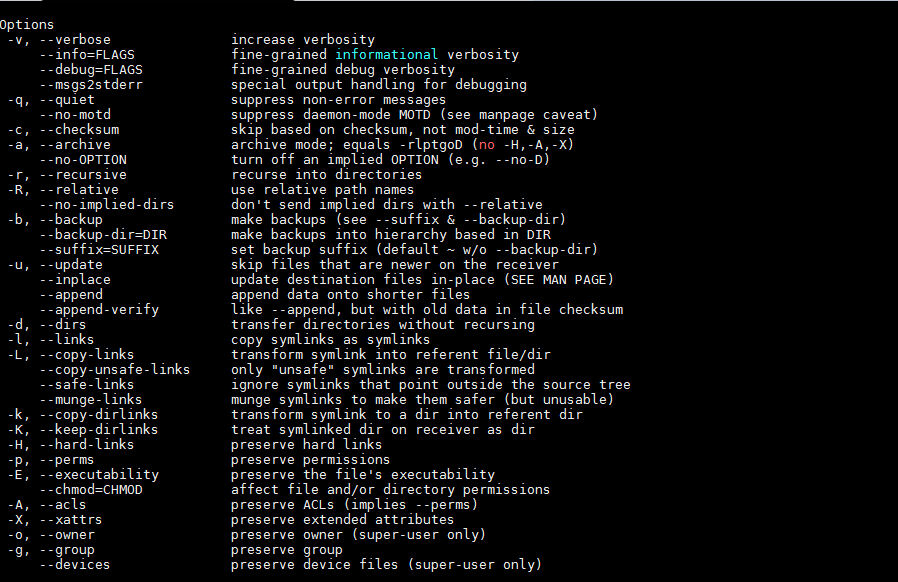 Options
-v, --verbose               increase verbosity
    --info=FLAGS            fine-grained informational verbosity
    --debug=FLAGS           fine-grained debug verbosity
    --msgs2stderr           special output handling for debugging
-q, --quiet                 suppress non-error messages
    --no-motd               suppress daemon-mode MOTD (see manpage caveat)
-c, --checksum              skip based on checksum, not mod-time & size
-a, --archive               archive mode; equals -rlptgoD (no -H,-A,-X)
    --no-OPTION             turn off an implied OPTION (e.g. --no-D)
-r, --recursive             recurse into directories
-R, --relative              use relative path names
    --no-implied-dirs       don't send implied dirs with --relative
-b, --backup                make backups (see --suffix & --backup-dir)
    --backup-dir=DIR        make backups into hierarchy based in DIR
    --suffix=SUFFIX         set backup suffix (default ~ w/o --backup-dir)
-u, --update                skip files that are newer on the receiver
    --inplace               update destination files in-place (SEE MAN PAGE)
    --append                append data onto shorter files
    --append-verify         like --append, but with old data in file checksum
-d, --dirs                  transfer directories without recursing
-l, --links                 copy symlinks as symlinks
-L, --copy-links            transform symlink into referent file/dir
    --copy-unsafe-links     only "unsafe" symlinks are transformed
    --safe-links            ignore symlinks that point outside the source tree
    --munge-links           munge symlinks to make them safer (but unusable)
-k, --copy-dirlinks         transform symlink to a dir into referent dir
-K, --keep-dirlinks         treat symlinked dir on receiver as dir
-H, --hard-links            preserve hard links
-p, --perms                 preserve permissions
-E, --executability         preserve the file's executability
    --chmod=CHMOD           affect file and/or directory permissions
-A, --acls                  preserve ACLs (implies --perms)
-X, --xattrs                preserve extended attributes
-o, --owner                 preserve owner (super-user only)
-g, --group                 preserve group
    --devices               preserve device files (super-user only)